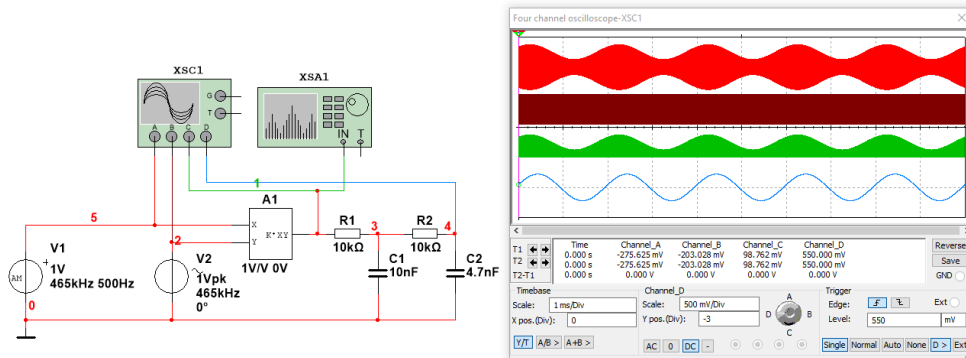 XSC1
G
T
A B C D
XSA1
IN T
1
A1
X
Y
K*XY
1V/V 0V
5
2
V1
1V
465kHz 500Hz
AM
0
V2
1Vpk
465kHz
0°
R1
10kΩ
3
R2
10kΩ
4
C1
10nF
C2
4.7nF
Four channel oscilloscope-XSC1
Time Channel_A Channel_B Channel_C Channel_D
T1 0.000 s -275.625 mV -203.028 mV 98.762 mV 550.000 mV
T2 0.000 s -275.625 mV -203.028 mV 98.762 mV 550.000 mV
T2-T1 0.000 s 0.000 V 0.000 V 0.000 V 0.000 V
Reverse
Save
GND
Timebase
Scale: 1 ms/Div
X pos.(Div): 0
Y/T A/B > A+B >
Channel_D
Scale: 500 mV/Div
Y pos.(Div): -3
AC 0 DC -
A
D B
C
Trigger
Edge: Ext
Level: 550 mV
Single Normal Auto None D > Ext